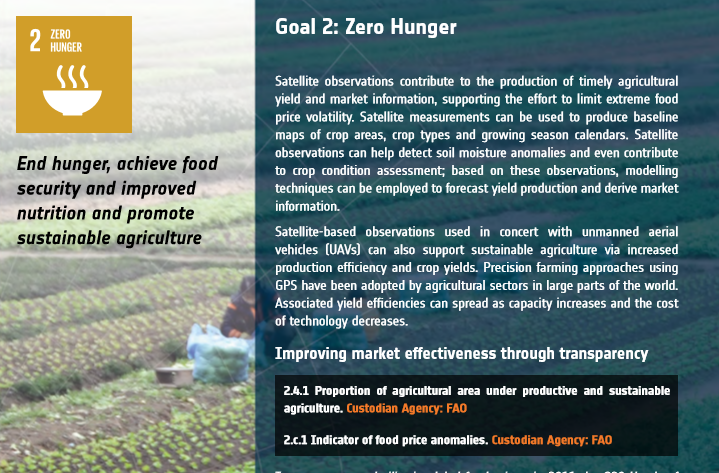 2 ZERO
HUNGER
End hunger, achieve food
security and improved
nutrition and promote
sustainable agriculture
Goal 2: Zero Hunger
Satellite observations contribute to the production of timely agricultural
yield and market information, supporting the effort to limit extreme food
price volatility. Satellite measurements can be used to produce baseline
maps of crop areas, crop types and growing season calendars. Satellite
observations can help detect soil moisture anomalies and even contribute
to crop condition assessment; based on these observations, modelling
techniques can be employed to forecast yield production and derive market
information.
Satellite-based observations used in concert with unmanned aerial
vehicles (UAVs) can also support sustainable agriculture via increased
production efficiency and crop yields. Precision farming approaches using
GPS have been adopted by agricultural sectors in large parts of the world.
Associated yield efficiencies can spread as capacity increases and the cost
of technology decreases.
Improving market effectiveness through transparency
2.4.1 Proportion of agricultural area under productive and sustainable
agriculture. Custodian Agency: FAO
2.c.1 Indicator of food price anomalies. Custodian Agency: FAO